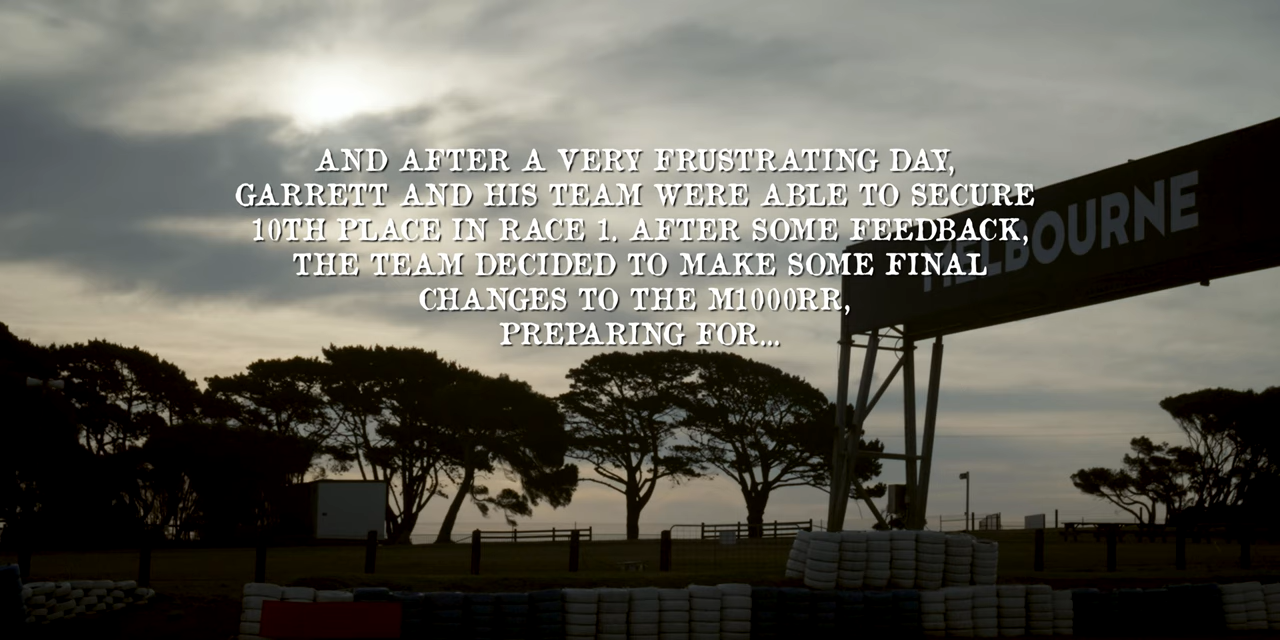 AND AFTER A VERY FRUSTRATING DAY,
GARRETT AND HIS TEAM WERE ABLE TO SECURE
10TH PLACE IN RACE 1. AFTER SOME FEEDBACK,
THE TEAM DECIDED TO MAKE SOME FINAL
CHANGES TO THE M1000RR,
PREPARING FOR...
MELBOURNE